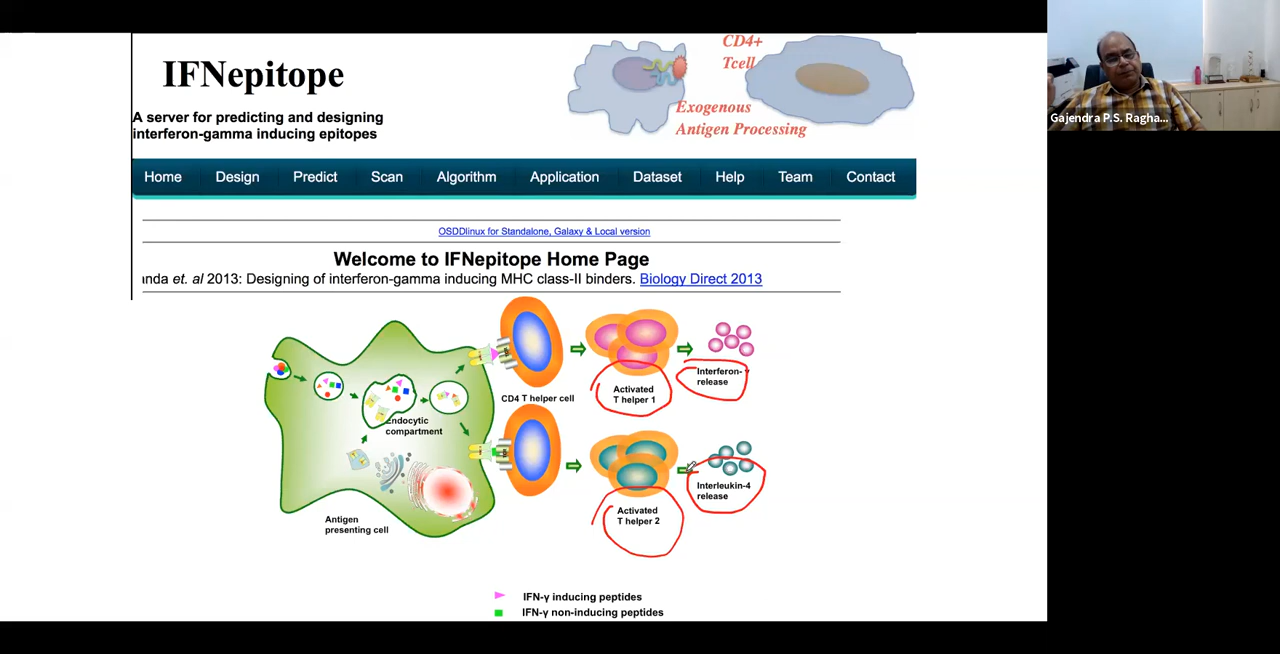 IFNepitope
CD4+
Tcell
Exogenous
Antigen Processing
A server for predicting and designing
interferon-gamma inducing epitopes
Gajendra P.S. Ragha...
Home Design Predict Scan Algorithm Application Dataset Help Team Contact
OSDDlinux for Standalone, Galaxy & Local version
Welcome to IFNepitope Home Page
anda et. al 2013: Designing of interferon-gamma inducing MHC class-II binders. Biology Direct 2013
CD4 T helper cell
Activated
T helper 1
Interferon-γ
release
Endocytic
compartment
Activated
T helper 2
Interleukin-4
release
Antigen
presenting cell
IFN-γ inducing peptides
IFN-γ non-inducing peptides